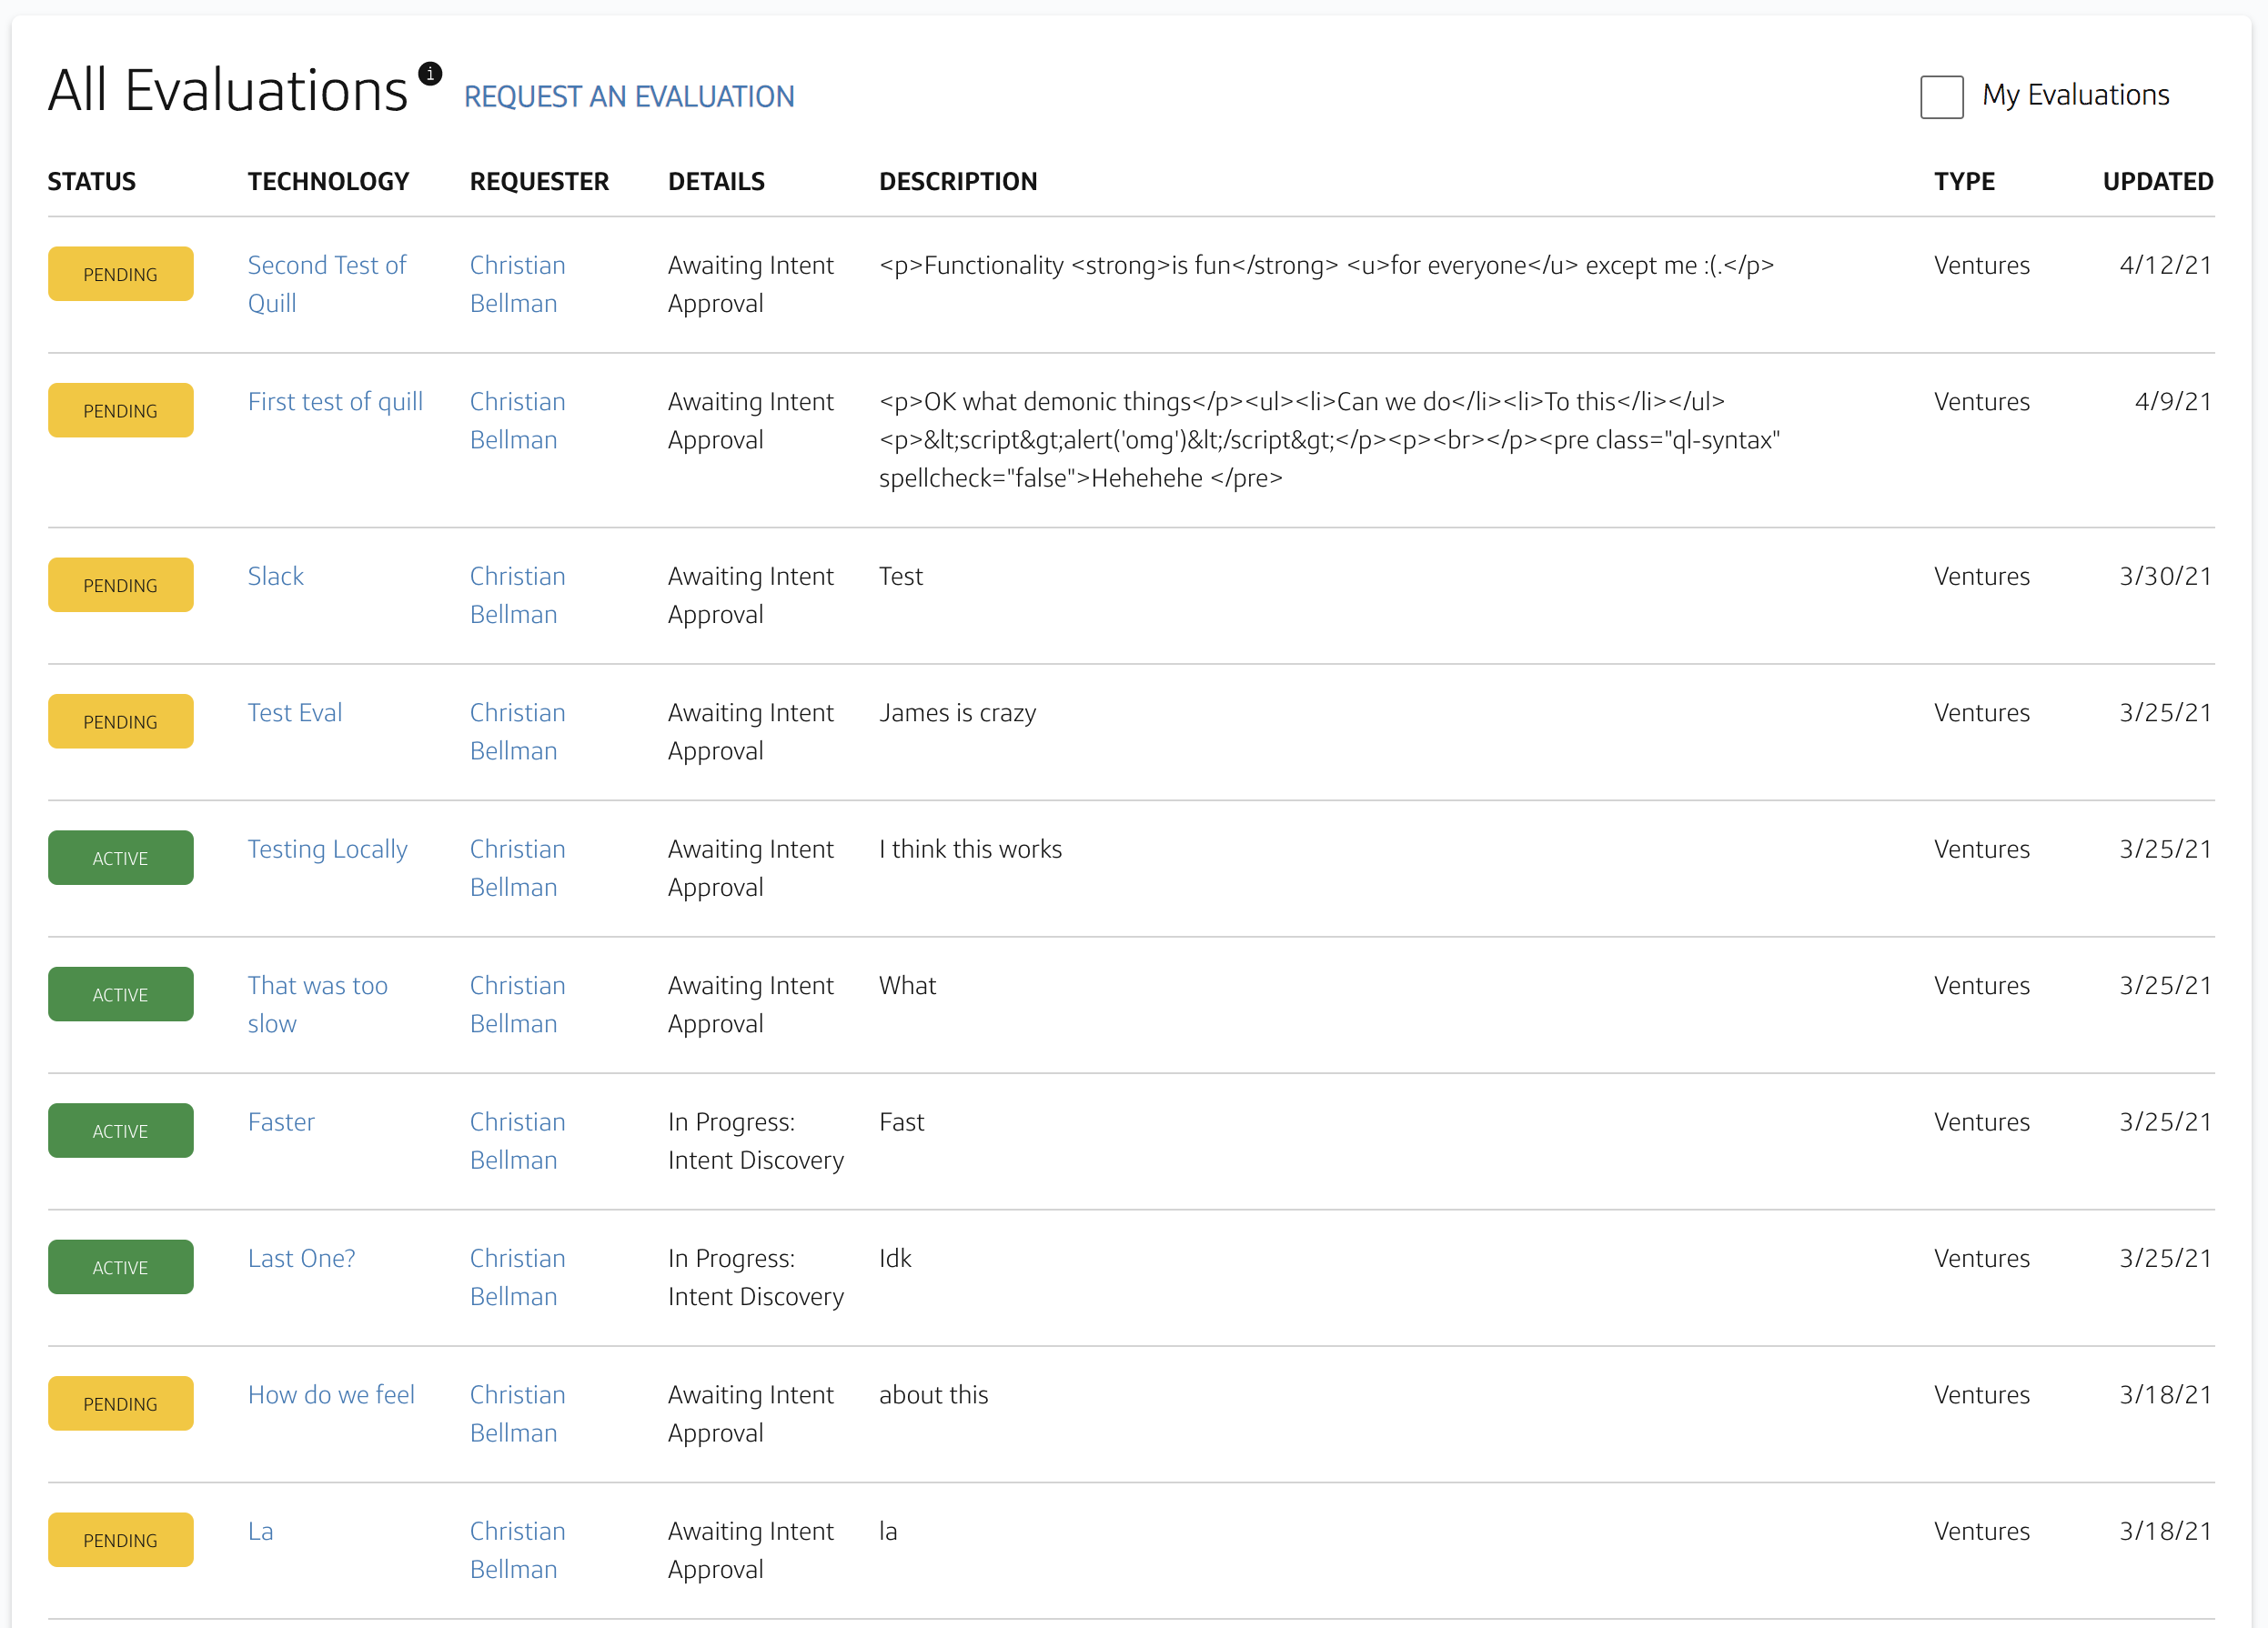 All Evaluations i REQUEST AN EVALUATION My Evaluations
STATUS TECHNOLOGY REQUESTER DETAILS DESCRIPTION TYPE UPDATED
PENDING Second Test of Christian Awaiting Intent <p>Functionality <strong>is fun</strong> <u>for everyone</u> except me :(.</p> Ventures 4/12/21
Quill Bellman Approval
PENDING First test of quill Christian Awaiting Intent <p>OK what demonic things</p><ul><li>Can we do</li><li>To this</li></ul> Ventures 4/9/21
Bellman Approval <p>&lt;script&gt;alert('omg')&lt;/script&gt;</p><p><br></p><pre class="ql-syntax"
spellcheck="false">Hehehehe </pre>
PENDING Slack Christian Awaiting Intent Test Ventures 3/30/21
Bellman Approval
PENDING Test Eval Christian Awaiting Intent James is crazy Ventures 3/25/21
Bellman Approval
ACTIVE Testing Locally Christian Awaiting Intent I think this works Ventures 3/25/21
Bellman Approval
ACTIVE That was too Christian Awaiting Intent What Ventures 3/25/21
slow Bellman Approval
ACTIVE Faster Christian In Progress: Fast Ventures 3/25/21
Bellman Intent Discovery
ACTIVE Last One? Christian In Progress: Idk Ventures 3/25/21
Bellman Intent Discovery
PENDING How do we feel Christian Awaiting Intent about this Ventures 3/18/21
Bellman Approval
PENDING La Christian Awaiting Intent la Ventures 3/18/21
Bellman Approval